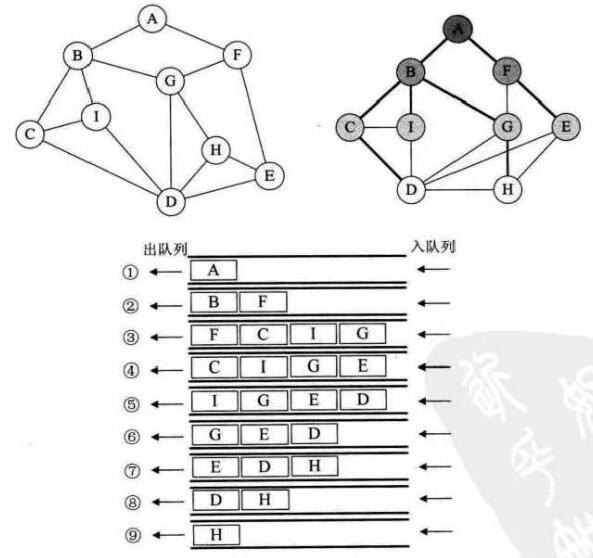 A
B
F
G
C
I
H
D
E
A
B
F
C
I
G
E
D
H
出队列
入队列
① A
② B F
③ F C I G
④ C I G E
⑤ I G E D
⑥ G E D
⑦ E D H
⑧ D H
⑨ H